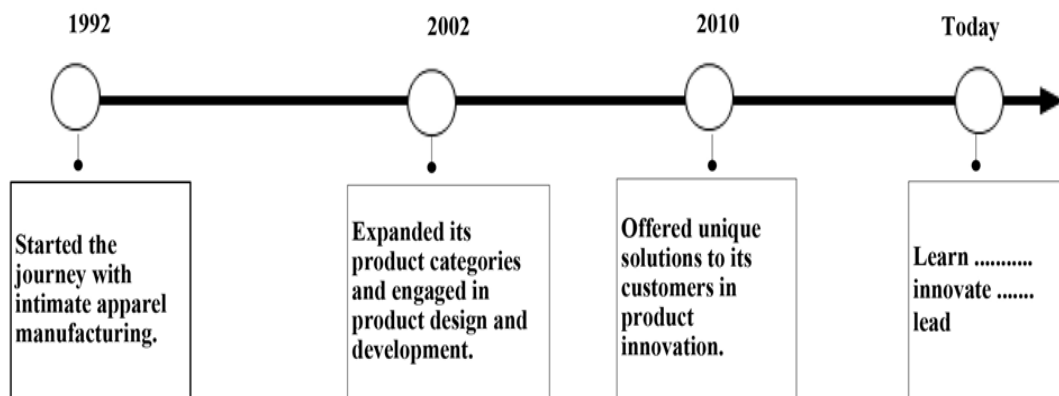 1992
2002
2010
Today
Started the
journey with
intimate apparel
manufacturing.
Expanded its
product categories
and engaged in
product design and
development.
Offered unique
solutions to its
customers in
product
innovation.
Learn ...........
innovate .......
lead